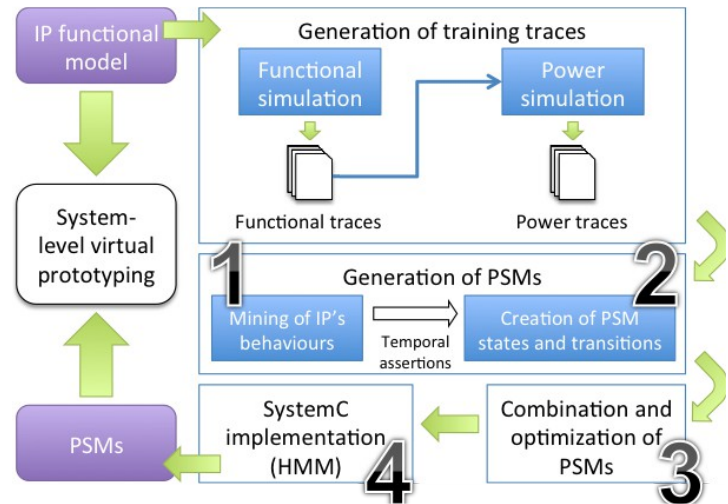 IP functional
model
Generation of training traces
Functional
simulation
Power
simulation
Functional traces
Power traces
System-
level virtual
prototyping
1
2
Generation of PSMs
Mining of IP's
behaviours
Temporal
assertions
Creation of PSM
states and transitions
PSMs
SystemC
implementation
(HMM)
4
Combination and
optimization of
PSMs
3